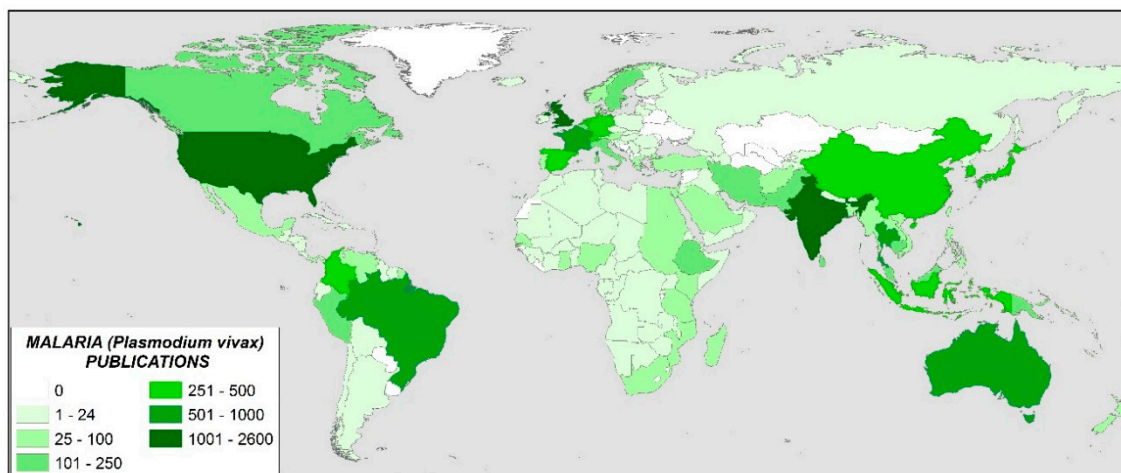 MALARIA (Plasmodium vivax)
PUBLICATIONS
0
1 - 24
25 - 100
101 - 250
251 - 500
501 - 1000
1001 - 2600